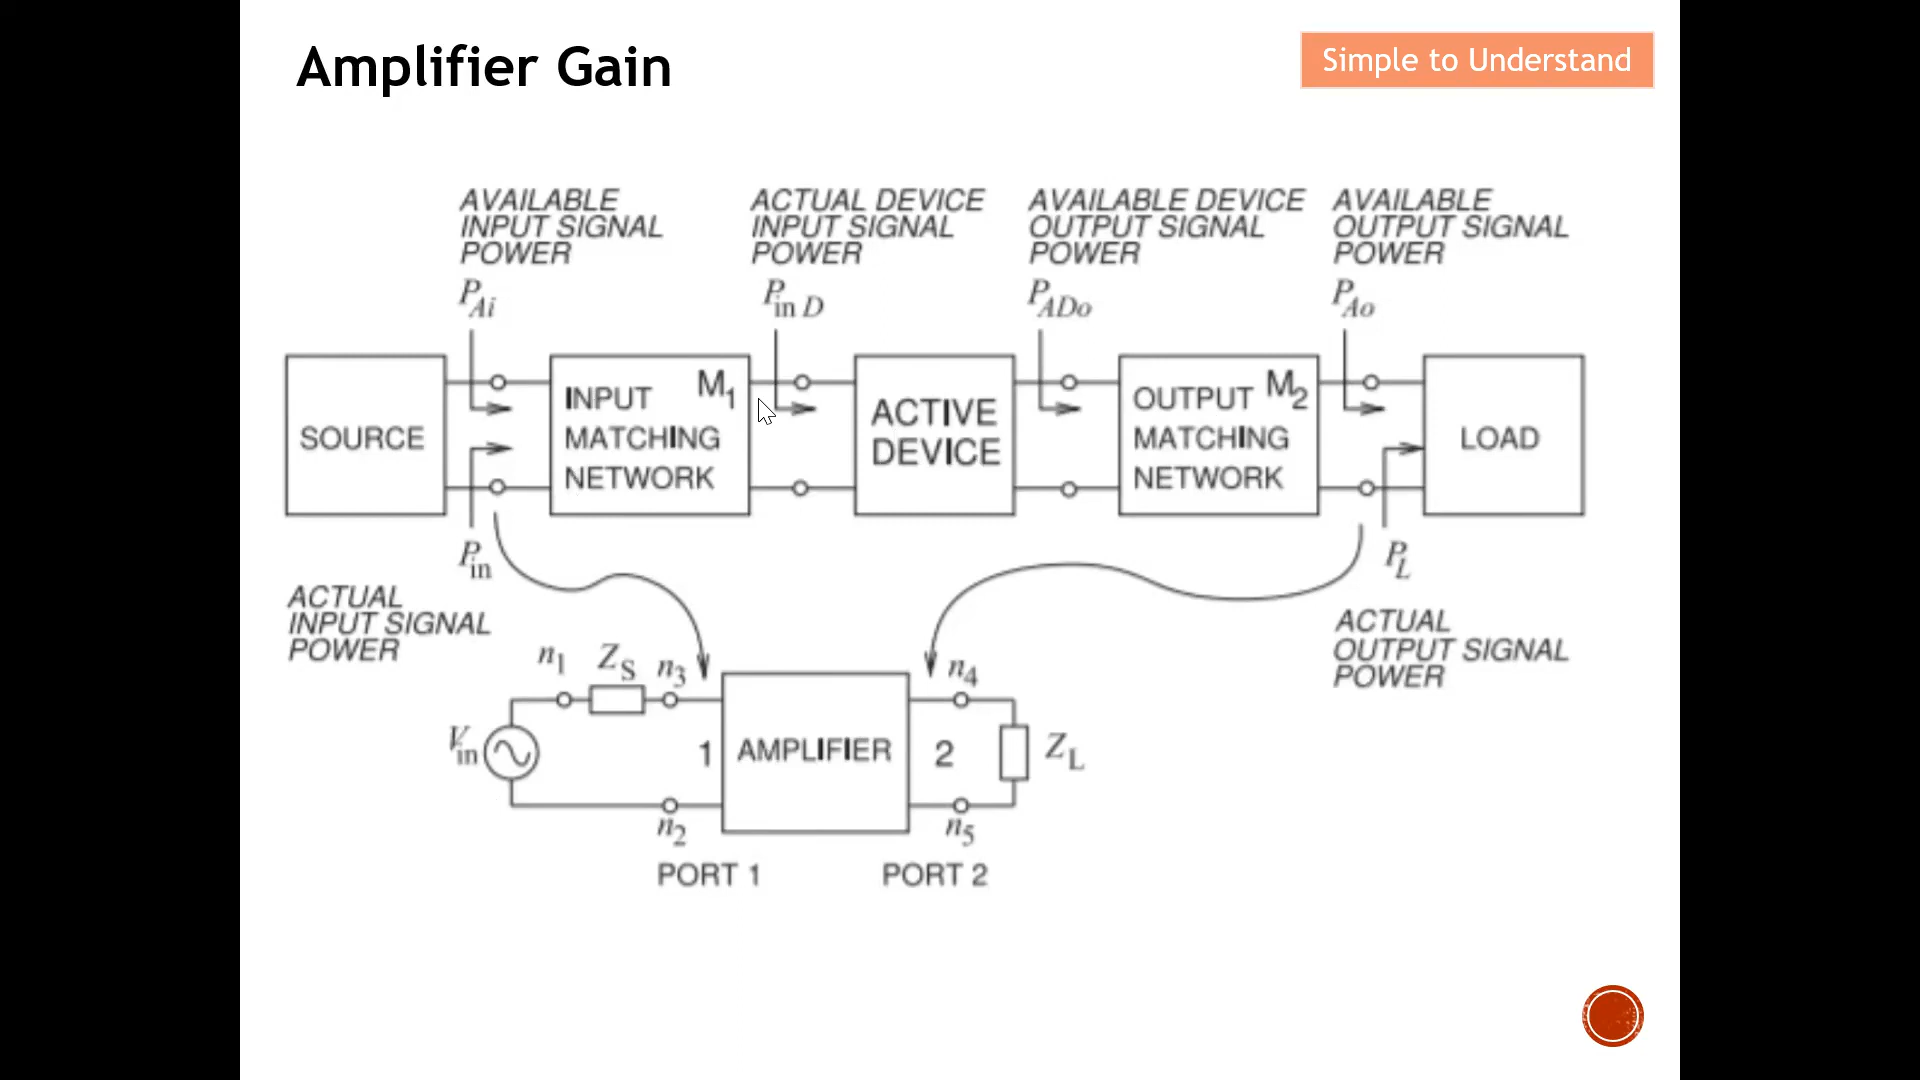 Amplifier Gain
Simple to Understand
AVAILABLE
INPUT SIGNAL
POWER
P_Ai
ACTUAL DEVICE
INPUT SIGNAL
POWER
P_in D
AVAILABLE DEVICE
OUTPUT SIGNAL
POWER
P_ADo
AVAILABLE
OUTPUT SIGNAL
POWER
P_Ao
SOURCE
INPUT M1
MATCHING
NETWORK
ACTIVE
DEVICE
OUTPUT M2
MATCHING
NETWORK
LOAD
P_in
ACTUAL
INPUT SIGNAL
POWER
P_L
ACTUAL
OUTPUT SIGNAL
POWER
n1 Z_S n3
n4
V_in
1 AMPLIFIER 2
Z_L
n2
n5
PORT 1 PORT 2